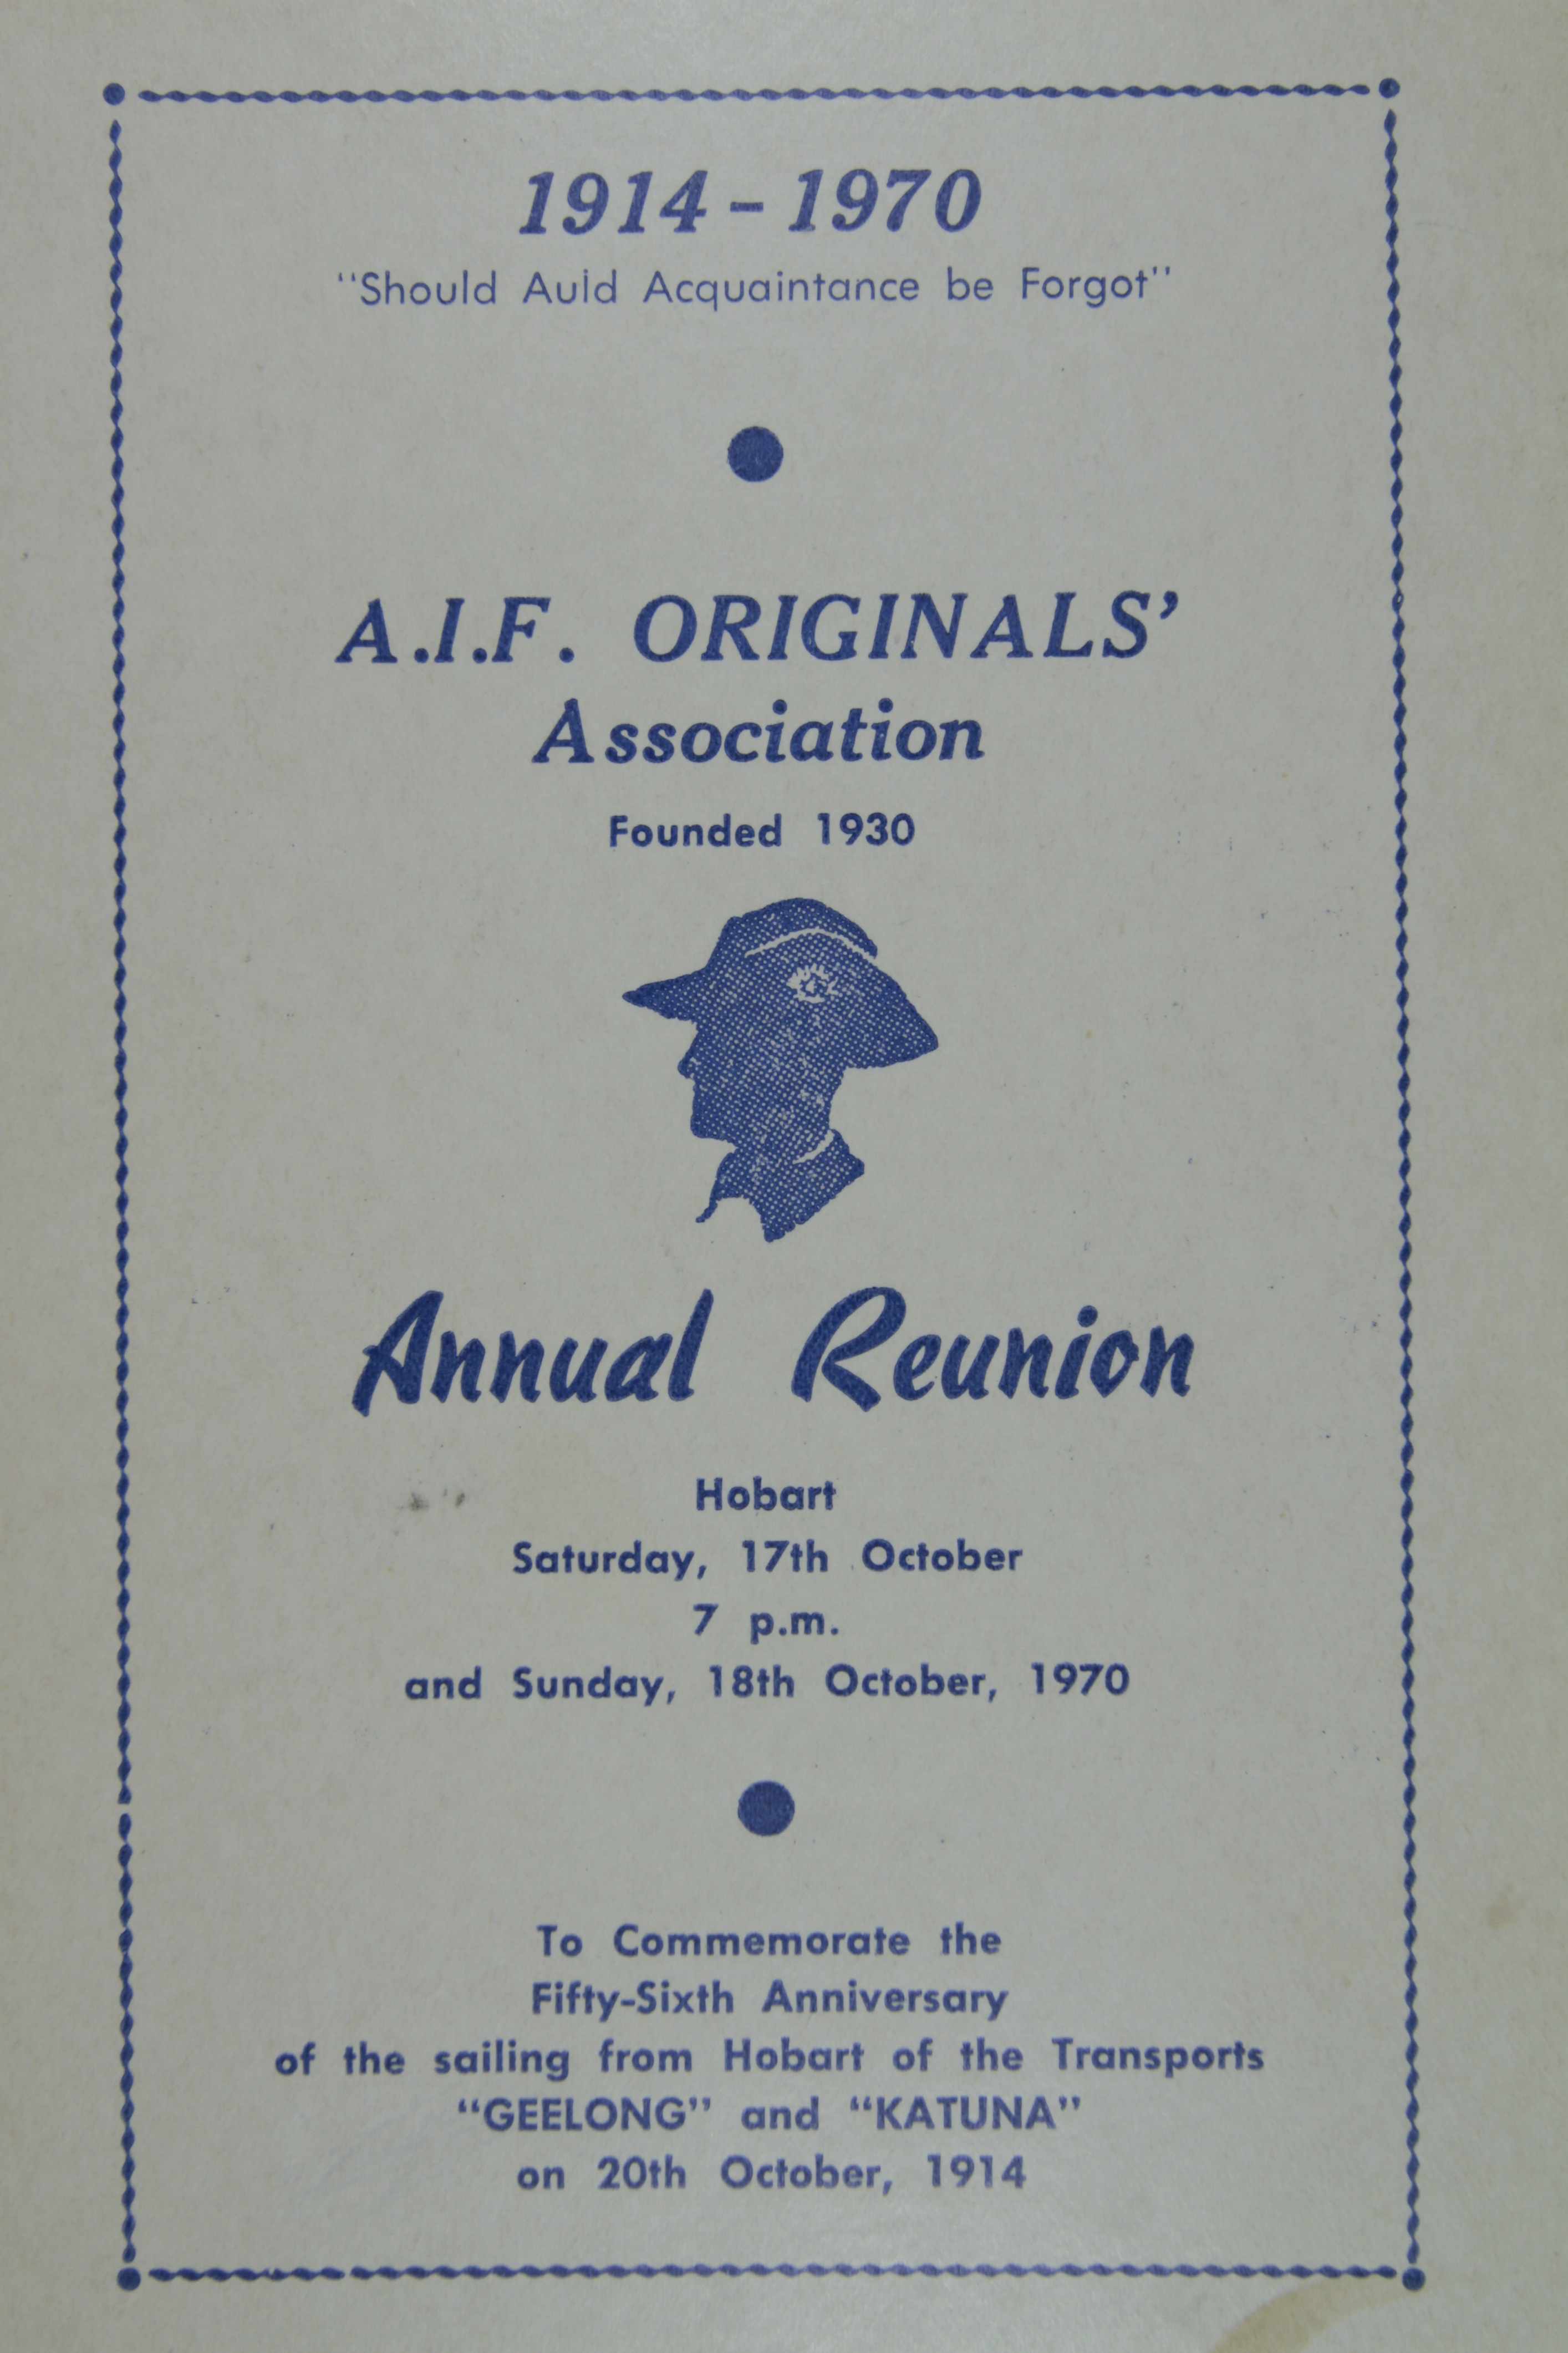 1914 - 1970
"Should Auld Acquaintance be Forgot"
A.I.F. ORIGINALS'
Association
Founded 1930
Annual Reunion
Hobart
Saturday, 17th October
7 p.m.
and Sunday, 18th October, 1970
To Commemorate the
Fifty-Sixth Anniversary
of the sailing from Hobart of the Transports
"GEELONG" and "KATUNA"
on 20th October, 1914